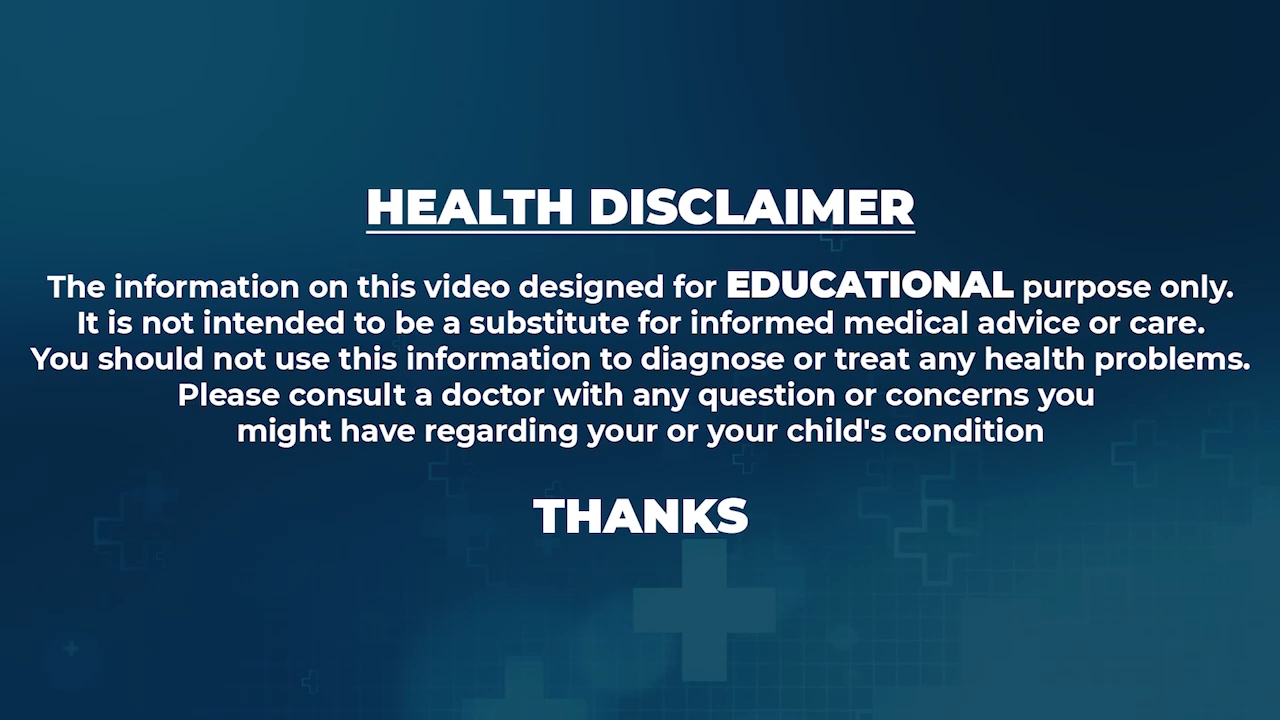 HEALTH DISCLAIMER
The information on this video designed for EDUCATIONAL purpose only.
It is not intended to be a substitute for informed medical advice or care.
You should not use this information to diagnose or treat any health problems.
Please consult a doctor with any question or concerns you
might have regarding your or your child's condition
THANKS